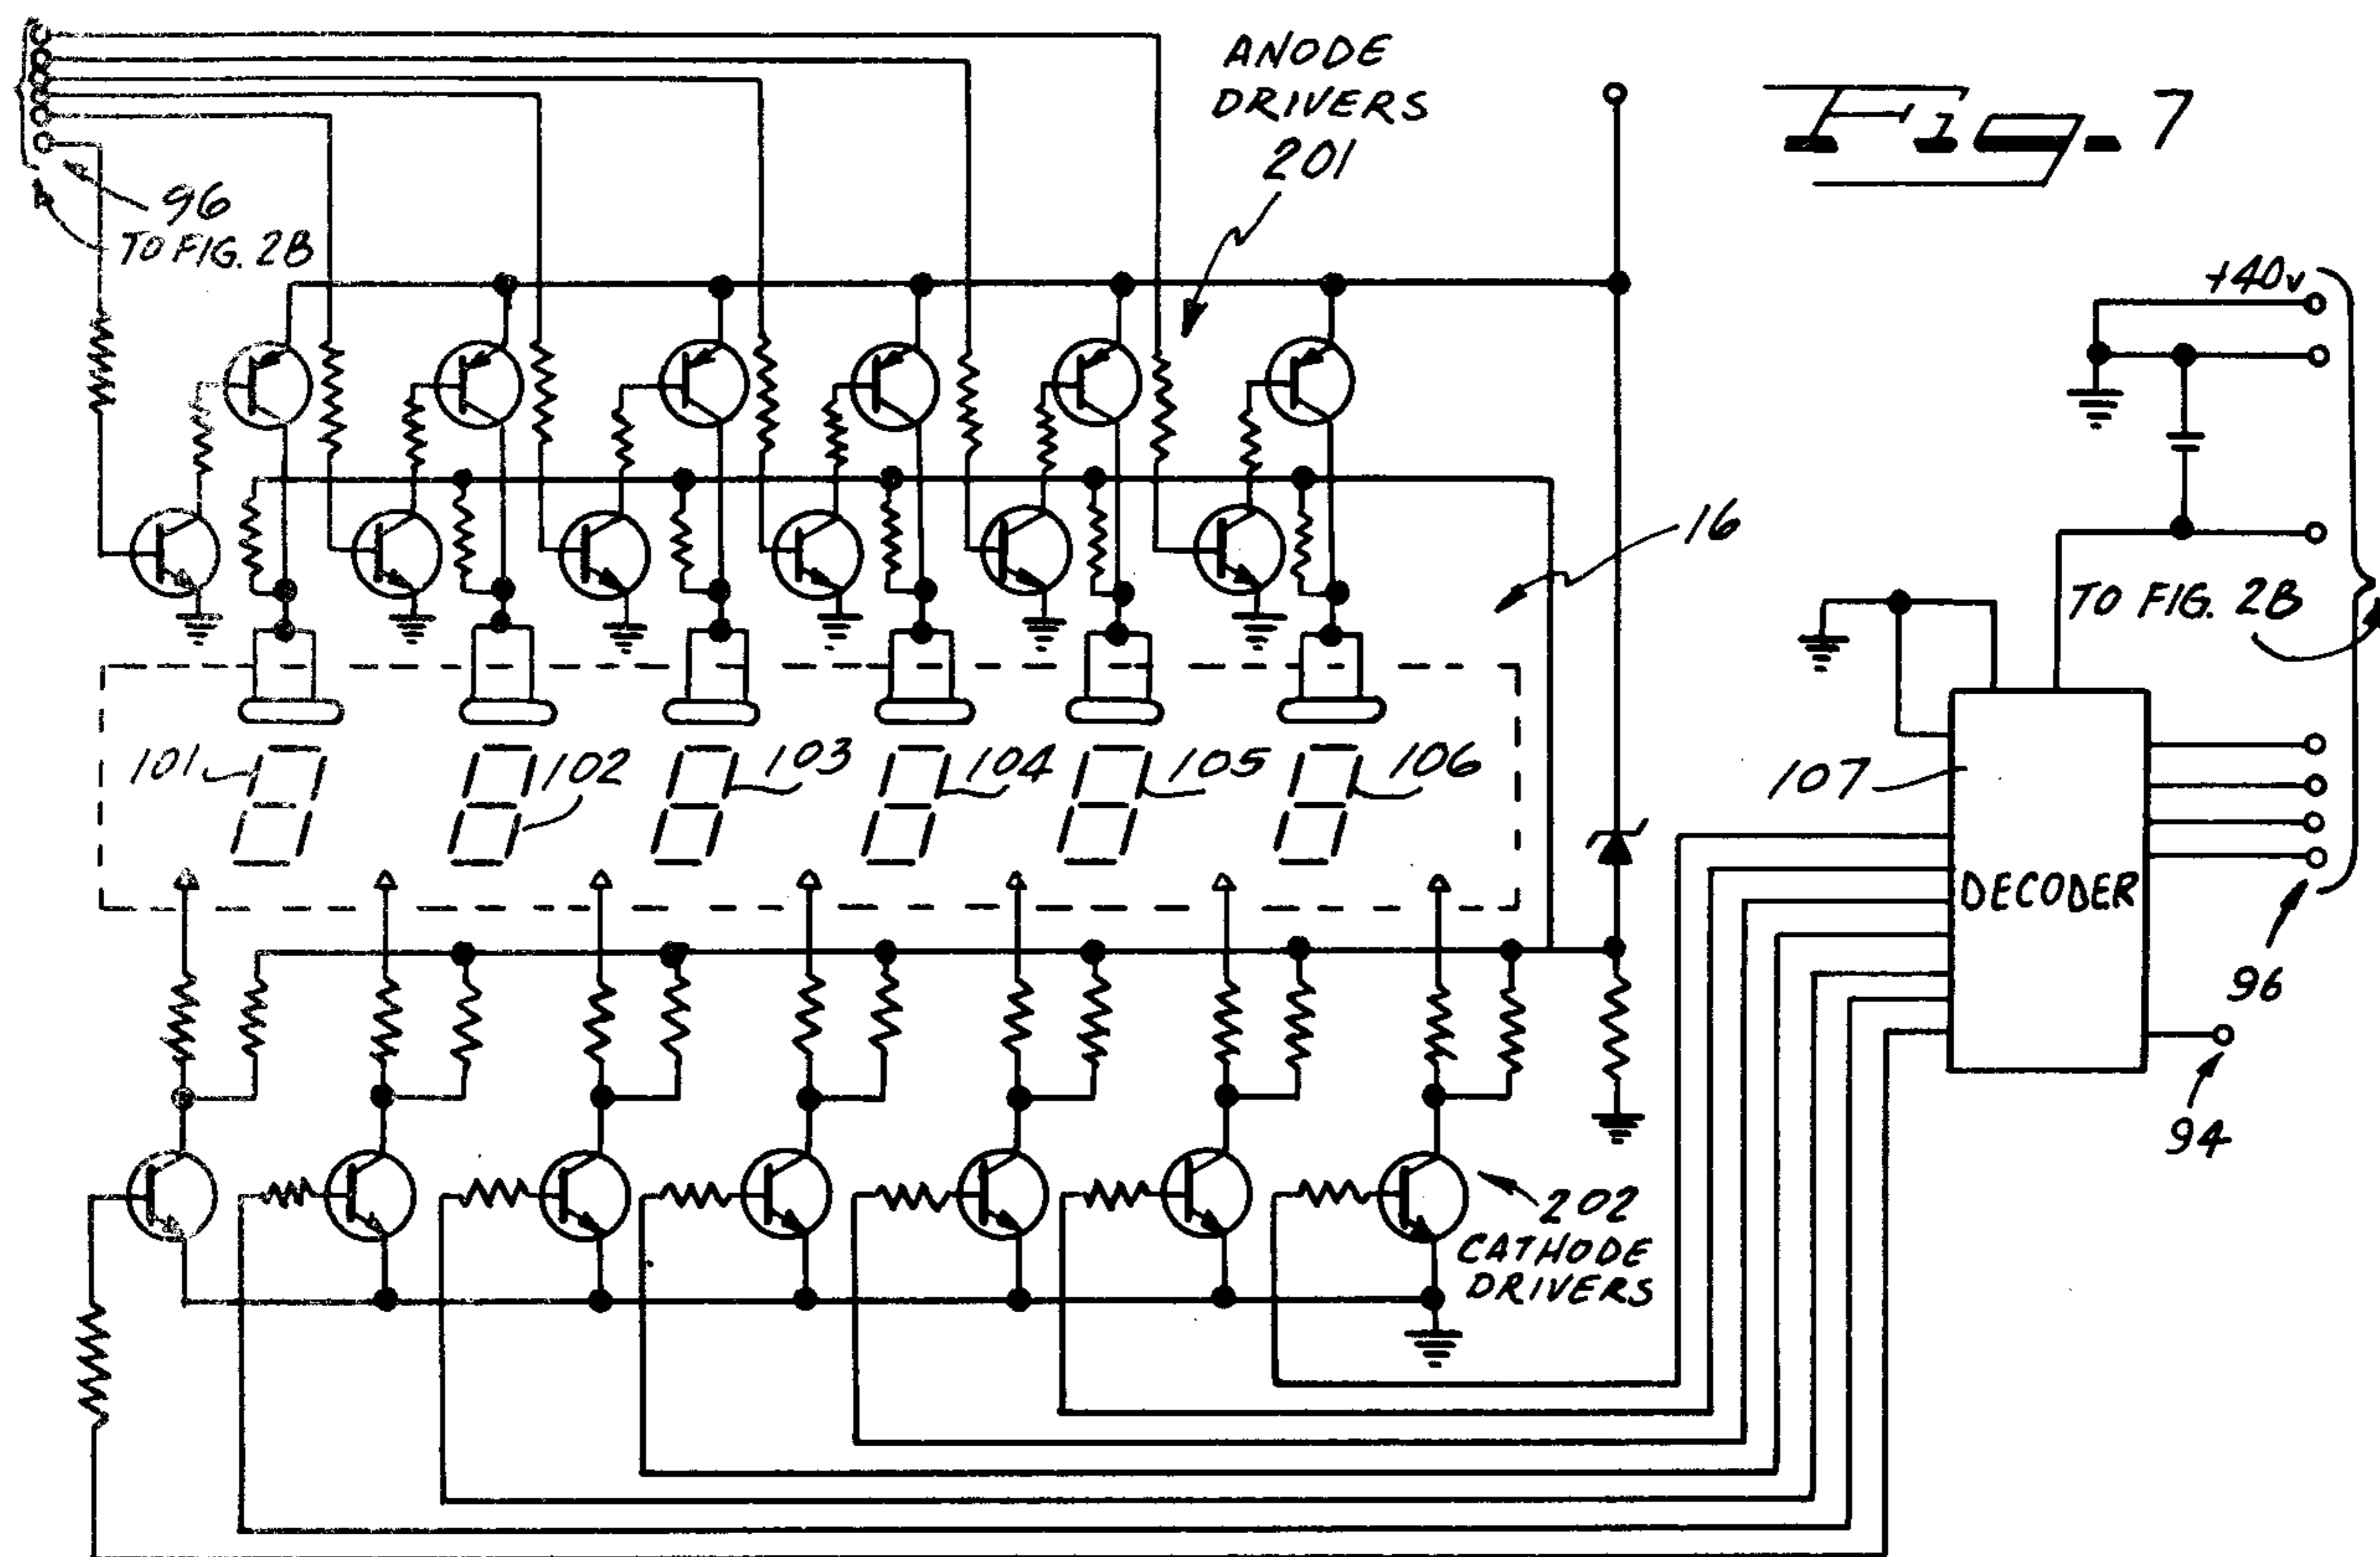 ANODE
DRIVERS
201
Fig. 7
96
TO FIG. 2B
+40v
16
TO FIG. 2B
101
102
103
104
105
106
107
DECODER
96
94
202
CATHODE
DRIVERS